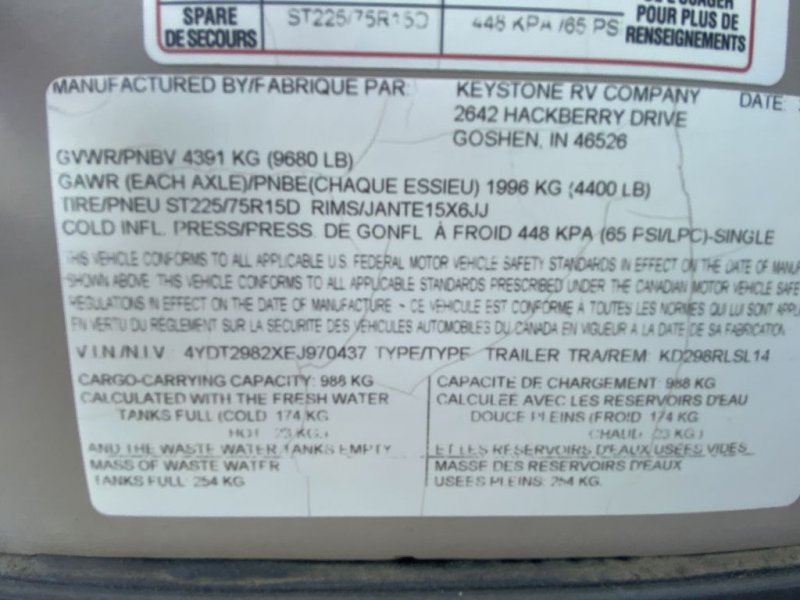 SPARE
DE SECOURS
ST225/75R15D
448 KPA /65 PS
POUR PLUS DE
RENSEIGNEMENTS
MANUFACTURED BY/FABRIQUE PAR:
KEYSTONE RV COMPANY
DATE:
2642 HACKBERRY DRIVE
GOSHEN, IN 46526
GVWR/PNBV 4391 KG (9680 LB)
GAWR (EACH AXLE)/PNBE(CHAQUE ESSIEU) 1996 KG (4400 LB)
TIRE/PNEU ST225/75R15D RIMS/JANTE15X6JJ
COLD INFL. PRESS/PRESS. DE GONFL À FROID 448 KPA (65 PSI/LPC)-SINGLE
THIS VEHICLE CONFORMS TO ALL APPLICABLE U.S. FEDERAL MOTOR VEHICLE SAFETY STANDARDS IN EFFECT ON THE DATE OF MANUF
SHOWN ABOVE. THIS VEHICLE CONFORMS TO ALL APPLICABLE STANDARDS PRESCRIBED UNDER THE CANADIAN MOTOR VEHICLE SAFE
REGULATIONS IN EFFECT ON THE DATE OF MANUFACTURE - CE VEHICULE EST CONFORME À TOUTES LES NORMES QUI LUI SONT APPL
EN VERTU DU REGLEMENT SUR LA SECURITE DES VÉHICULES AUTOMOBILES DU CANADA EN VIGUEUR A LA DATE DE SA FABRICATION
V.I.N./N.I.V: 4YDT2982XEJ970437 TYPE/TYPE TRAILER TRA/REM: KD298RLSL14
CARGO-CARRYING CAPACITY: 988 KG
CALCULATED WITH THE FRESH WATER
TANKS FULL (COLD 174 KG
HOT 23 KG.)
AND THE WASTE WATER TANKS EMPTY
MASS OF WASTE WATER
TANKS FULL: 254 KG
CAPACITE DE CHARGEMENT: 988 KG
CALCULÉE AVEC LES RESERVOIRS D'EAU
DOUCE PLEINS (FROID 174 KG
CHAUD 23 KG.)
ET LES RÉSERVOIRS D'EAUX USÉES VIDES
MASSE DES RESERVOIRS D'EAUX
USÉES PLEINS: 254 KG.